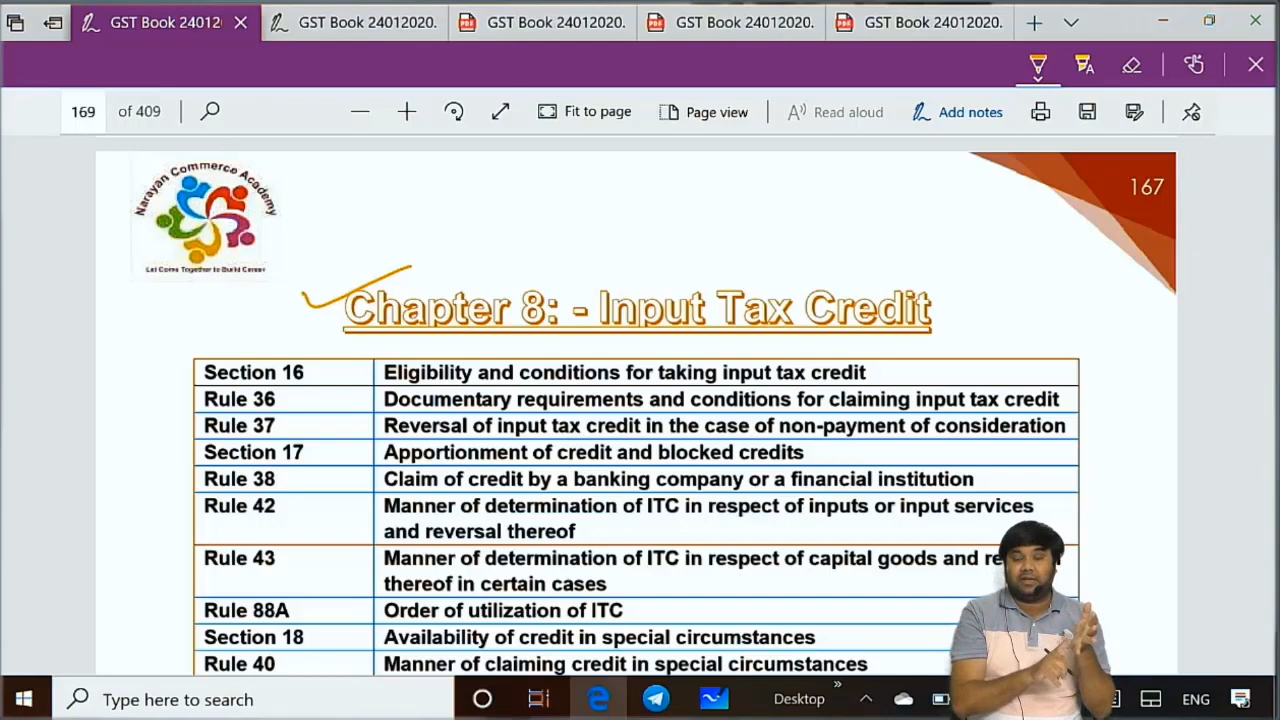 GST Book 2401202
GST Book 24012020.
GST Book 24012020.
GST Book 24012020.
GST Book 24012020.
169 of 409
Fit to page
Page view
Read aloud
Add notes
Narayan Commerce Academy
Let Come Together to Build Career
167
Chapter 8: - Input Tax Credit
Section 16 Eligibility and conditions for taking input tax credit
Rule 36 Documentary requirements and conditions for claiming input tax credit
Rule 37 Reversal of input tax credit in the case of non-payment of consideration
Section 17 Apportionment of credit and blocked credits
Rule 38 Claim of credit by a banking company or a financial institution
Rule 42 Manner of determination of ITC in respect of inputs or input services
and reversal thereof
Rule 43 Manner of determination of ITC in respect of capital goods and
thereof in certain cases
Rule 88A Order of utilization of ITC
Section 18 Availability of credit in special circumstances
Rule 40 Manner of claiming credit in special circumstances
Type here to search
Desktop
ENG